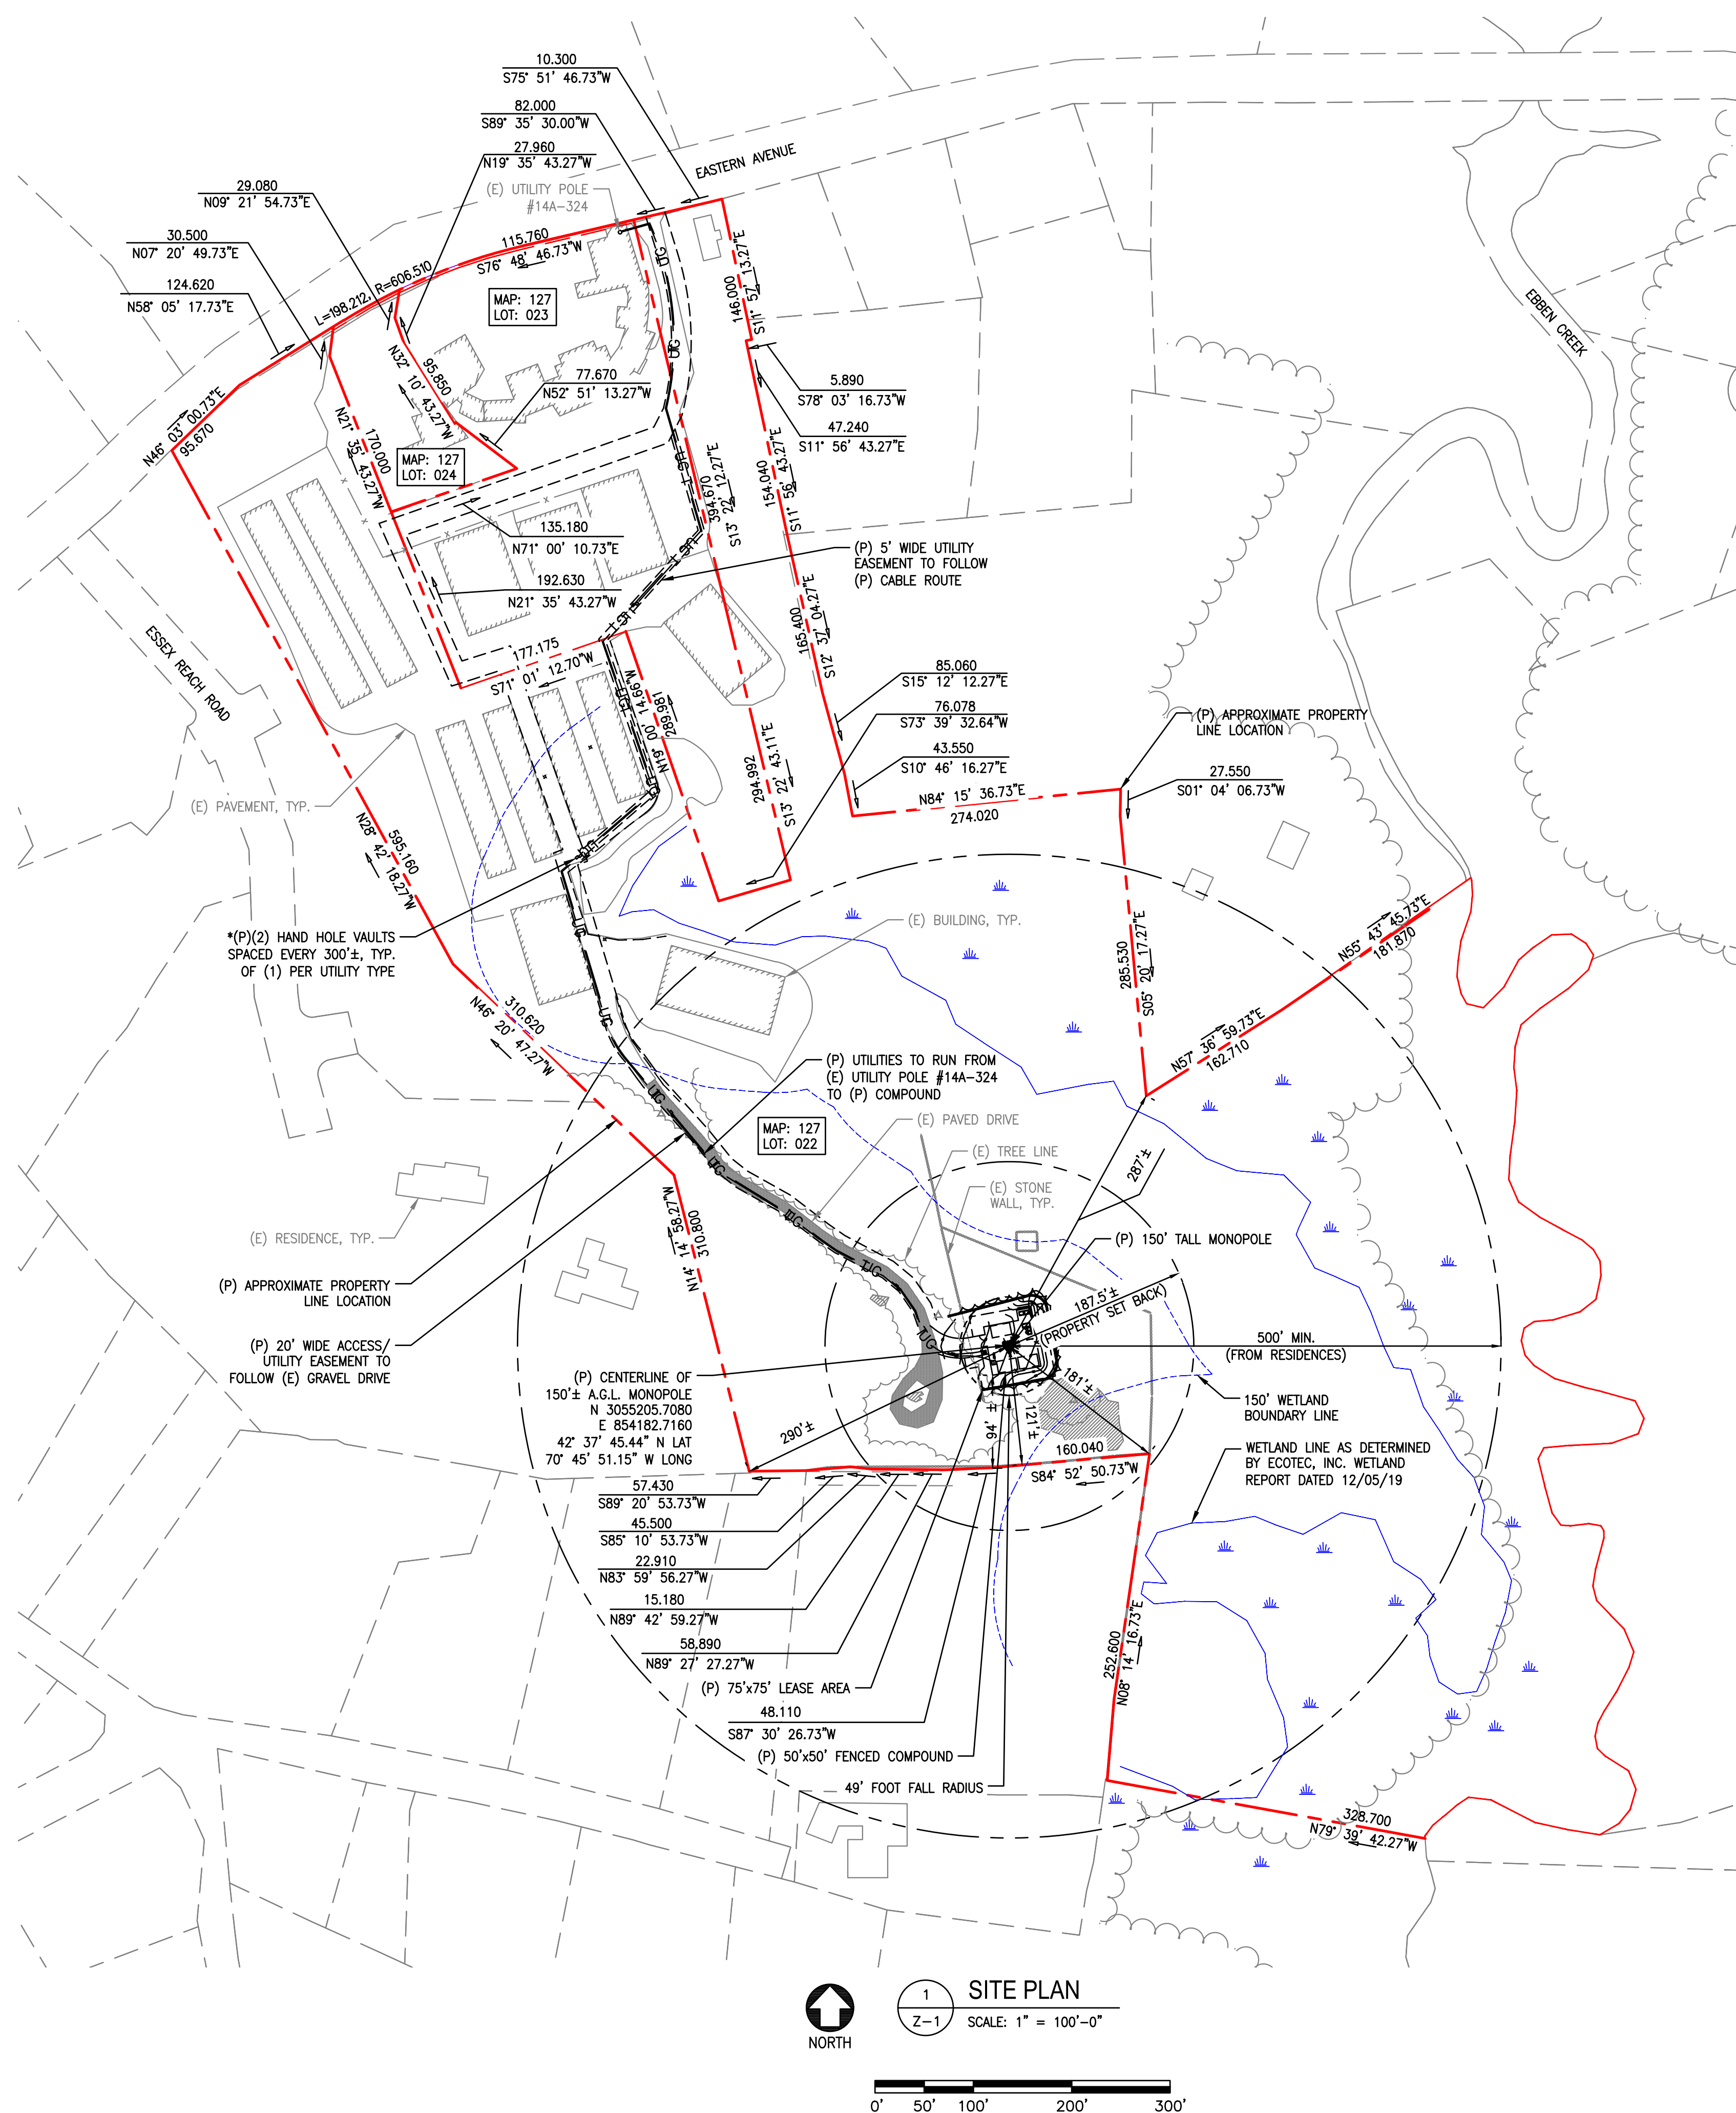 10.300
S75° 51' 46.73"W
82.000
S89° 35' 30.00"W
27.960
N19° 35' 43.27"W
(E) UTILITY POLE
#14A-324
EASTERN AVENUE
29.080
N09° 21' 54.73"E
30.500
N07° 20' 49.73"E
124.620
N58° 05' 17.73"E
L=198.212, R=606.510
115.760
S76° 48' 46.73"W
MAP: 127
LOT: 023
146.000
S11° 57' 13.27"E
EBBEN CREEK
N46° 03' 00.73"E
95.670
N32° 10' 43.27"W
95.850
77.670
N52° 51' 13.27"W
5.890
S78° 03' 16.73"W
47.240
S11° 56' 43.27"E
170.000
N21° 35' 43.27"W
MAP: 127
LOT: 024
394.670
S13° 22' 12.27"E
154.040
S11° 56' 43.27"E
135.180
N71° 00' 10.73"E
192.630
N21° 35' 43.27"W
(P) 5' WIDE UTILITY
EASEMENT TO FOLLOW
(P) CABLE ROUTE
UG
UG
UG
UG
UG
ESSEX REACH ROAD
177.175
S71° 01' 12.70"W
165.400
S12° 37' 04.27"E
N19° 00' 14.66"W
289.981
UG
UG
UG
85.060
S15° 12' 12.27"E
76.078
S73° 39' 32.64"W
43.550
S10° 46' 16.27"E
(P) APPROXIMATE PROPERTY
LINE LOCATION
27.550
S01° 04' 06.73"W
294.992
S13° 22' 43.11"E
N84° 15' 36.73"E
274.020
(E) PAVEMENT, TYP.
595.160
N28° 42' 18.27"W
*(P)(2) HAND HOLE VAULTS
SPACED EVERY 300'±, TYP.
OF (1) PER UTILITY TYPE
(E) BUILDING, TYP.
UG
UG
285.530
S05° 20' 17.27"E
N55° 43' 45.73"E
181.870
310.620
N46° 20' 47.27"W
N57° 36' 59.73"E
162.710
(P) UTILITIES TO RUN FROM
(E) UTILITY POLE #14A-324
TO (P) COMPOUND
MAP: 127
LOT: 022
(E) PAVED DRIVE
(E) TREE LINE
(E) STONE
WALL, TYP.
287'±
UG
UG
UG
UG
UG
(E) RESIDENCE, TYP.
N14° 14' 58.27"W
310.800
(P) APPROXIMATE PROPERTY
LINE LOCATION
(P) 150' TALL MONOPOLE
187.5'±
(PROPERTY SET BACK)
500' MIN.
(FROM RESIDENCES)
(P) 20' WIDE ACCESS/
UTILITY EASEMENT TO
FOLLOW (E) GRAVEL DRIVE
(P) CENTERLINE OF
150'± A.G.L. MONOPOLE
N 3055205.7080
E 854182.7160
42° 37' 45.44" N LAT
70° 45' 51.15" W LONG
290'±
94'±
121'±
181'±
160.040
S84° 52' 50.73"W
150' WETLAND
BOUNDARY LINE
WETLAND LINE AS DETERMINED
BY ECOTEC, INC. WETLAND
REPORT DATED 12/05/19
57.430
S89° 20' 53.73"W
45.500
S85° 10' 53.73"W
22.910
N83° 59' 56.27"W
15.180
N89° 42' 59.27"W
58.890
N89° 27' 27.27"W
(P) 75'x75' LEASE AREA
48.110
S87° 30' 26.73"W
(P) 50'x50' FENCED COMPOUND
49' FOOT FALL RADIUS
252.600
N08° 14' 16.73"E
328.700
N79° 39' 42.27"W
NORTH
1
Z-1
SITE PLAN
SCALE: 1" = 100'-0"
0' 50' 100' 200' 300'